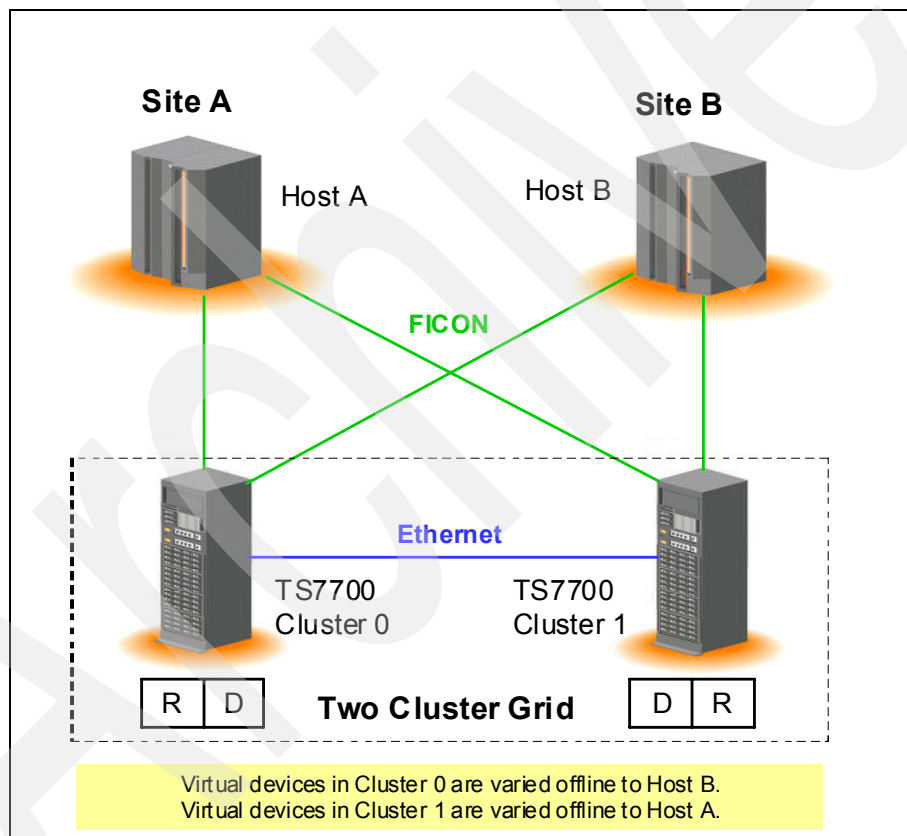 Site A
Site B
Host A
Host B
FICON
Ethernet
TS7700
Cluster 0
TS7700
Cluster 1
R D
Two Cluster Grid
D R
Virtual devices in Cluster 0 are varied offline to Host B.
Virtual devices in Cluster 1 are varied offline to Host A.